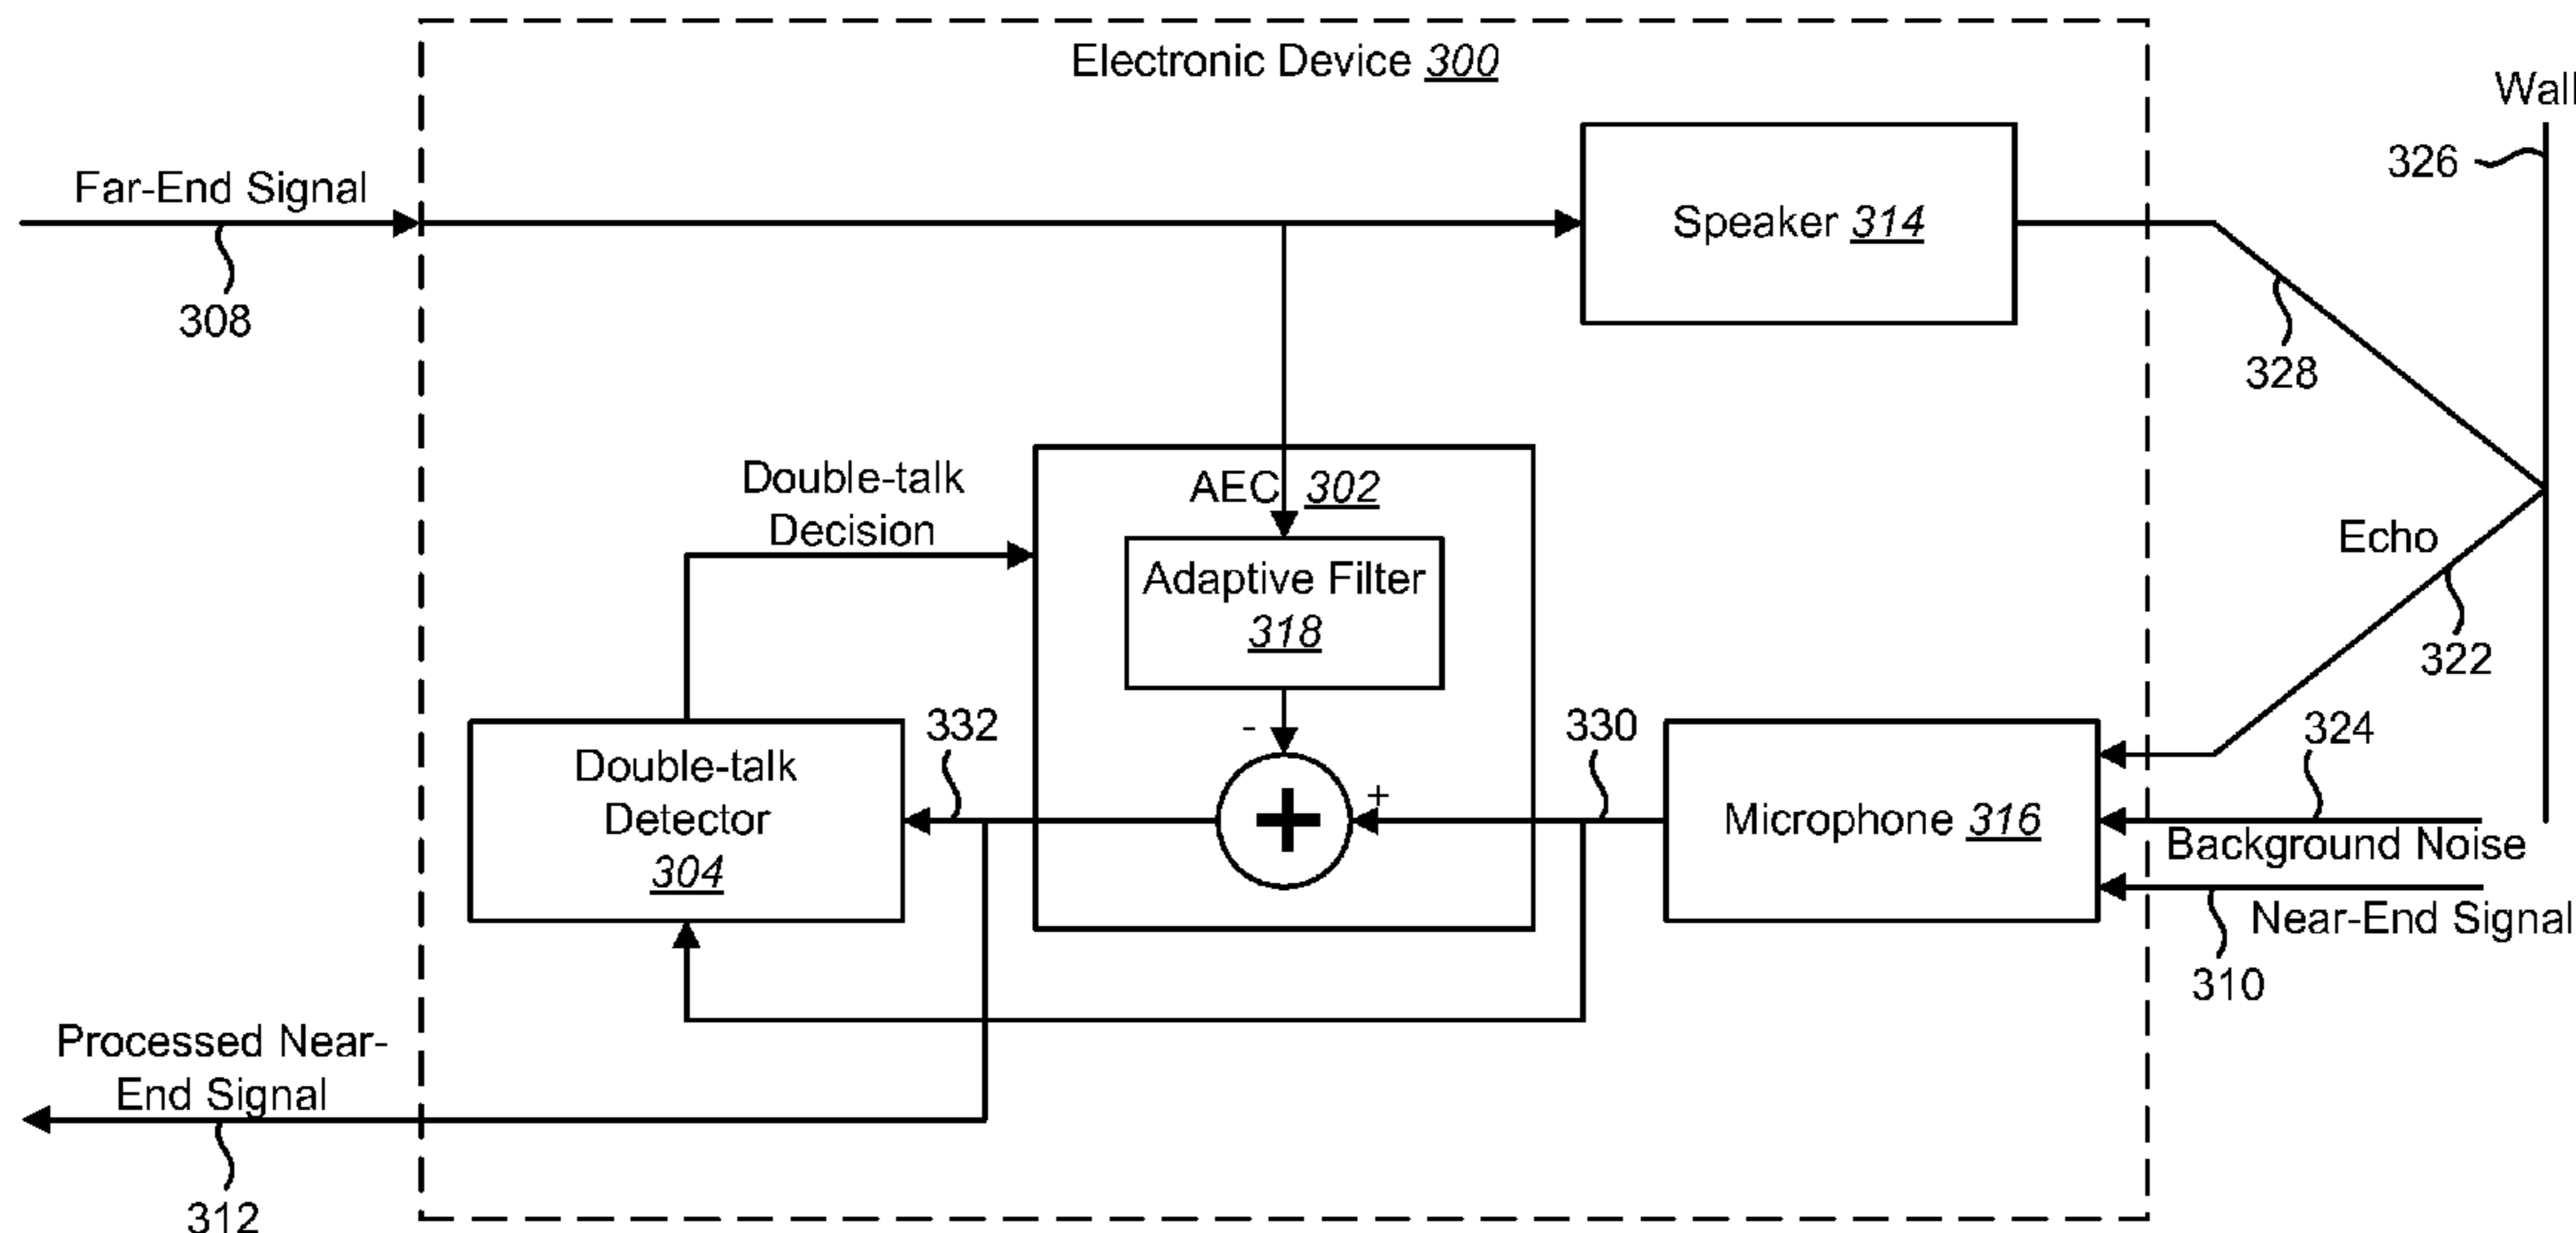 Electronic Device 300
Wall
326
Far-End Signal
308
Speaker 314
328
Double-talk
Decision
AEC 302
Adaptive Filter
318
Echo
322
-
+
332
330
324
Double-talk
Detector
304
Microphone 316
Background Noise
Near-End Signal
310
Processed Near-
End Signal
312